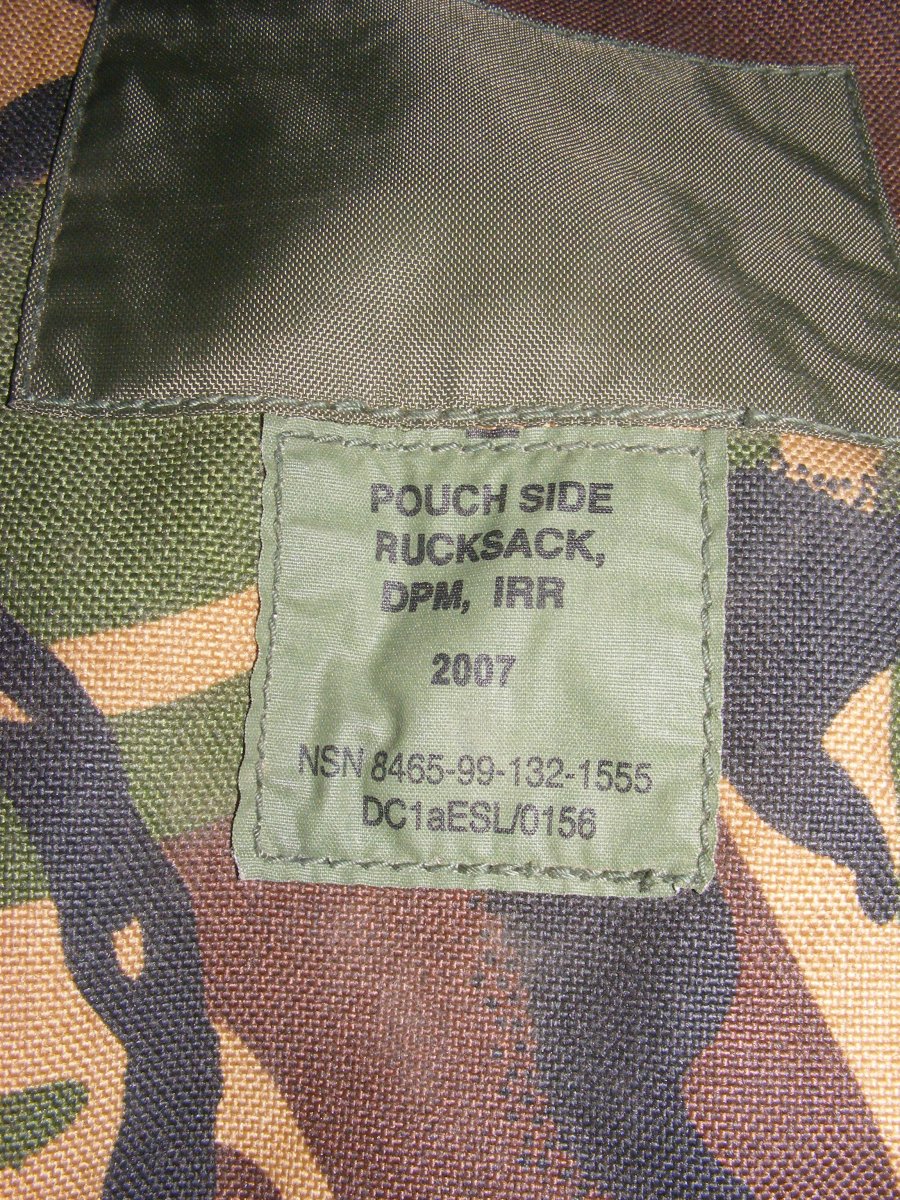 POUCH SIDE
RUCKSACK,
DPM, IRR
2007
NSN 8465-99-132-1555
DC1aESL/0156